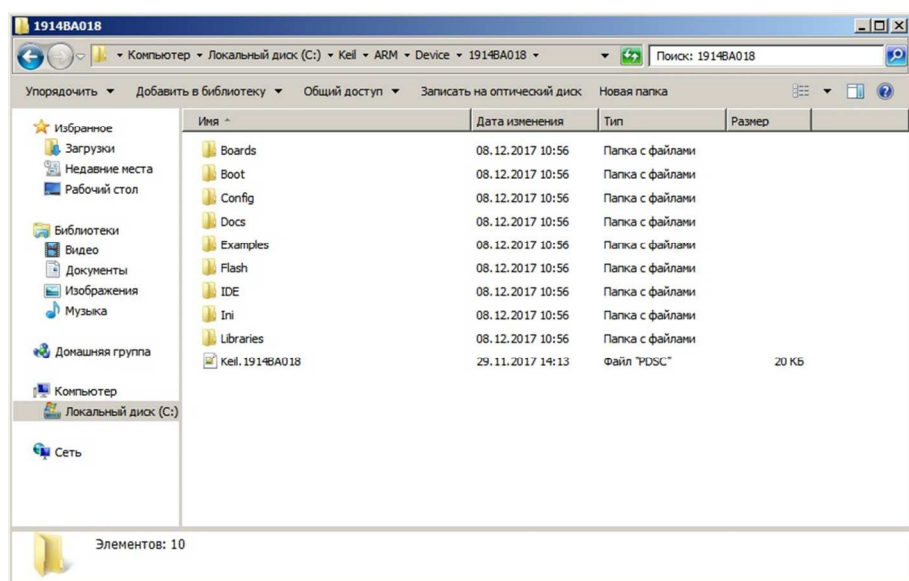 1914ВА018
Компьютер Локальный диск (C:) Keil ARM Device 1914ВА018
Поиск: 1914ВА018
Упорядочить Добавить в библиотеку Общий доступ Записать на оптический диск Новая папка
Имя Дата изменения Тип Размер
Избранное
Загрузки
Недавние места
Рабочий стол
Библиотеки
Видео
Документы
Изображения
Музыка
Домашняя группа
Компьютер
Локальный диск (C:)
Сеть
Boards 08.12.2017 10:56 Папка с файлами
Boot 08.12.2017 10:56 Папка с файлами
Config 08.12.2017 10:56 Папка с файлами
Docs 08.12.2017 10:56 Папка с файлами
Examples 08.12.2017 10:56 Папка с файлами
Flash 08.12.2017 10:56 Папка с файлами
IDE 08.12.2017 10:56 Папка с файлами
Ini 08.12.2017 10:56 Папка с файлами
Libraries 08.12.2017 10:56 Папка с файлами
Keil.1914ВА018 29.11.2017 14:13 Файл "PDSC" 20 КБ
Элементов: 10